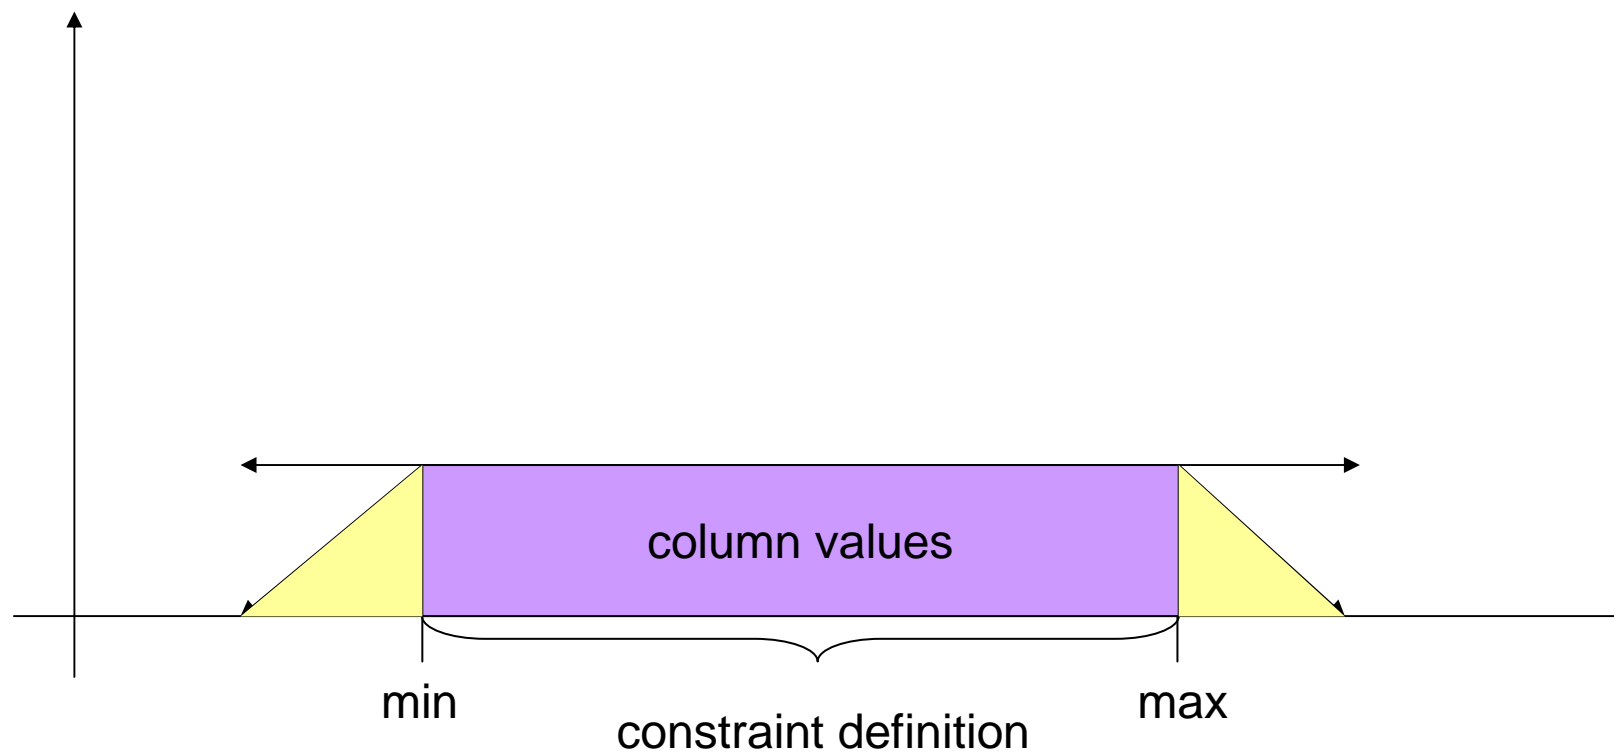 column values
min
max
constraint definition